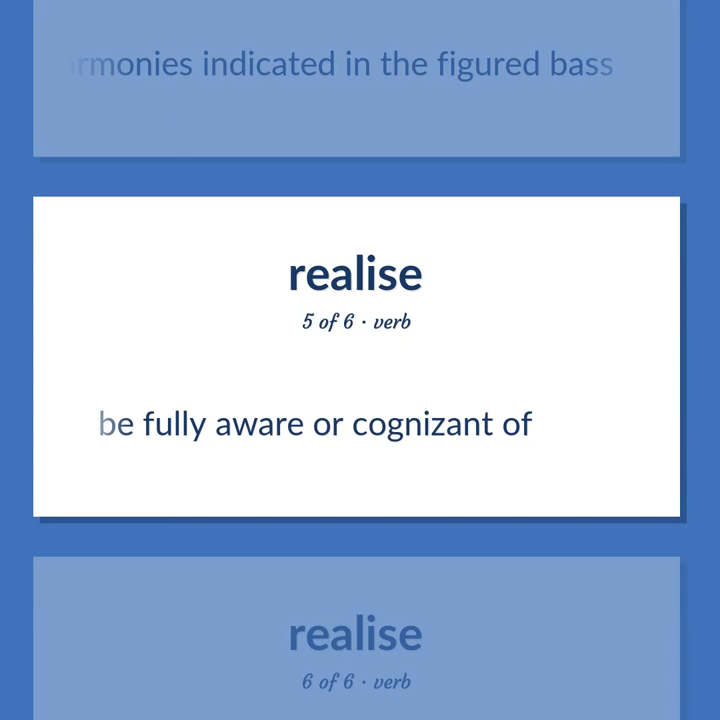 indicated in the figured bass
realise
5 of 6 · verb
be fully aware or cognizant of
realise
6 of 6 · verb